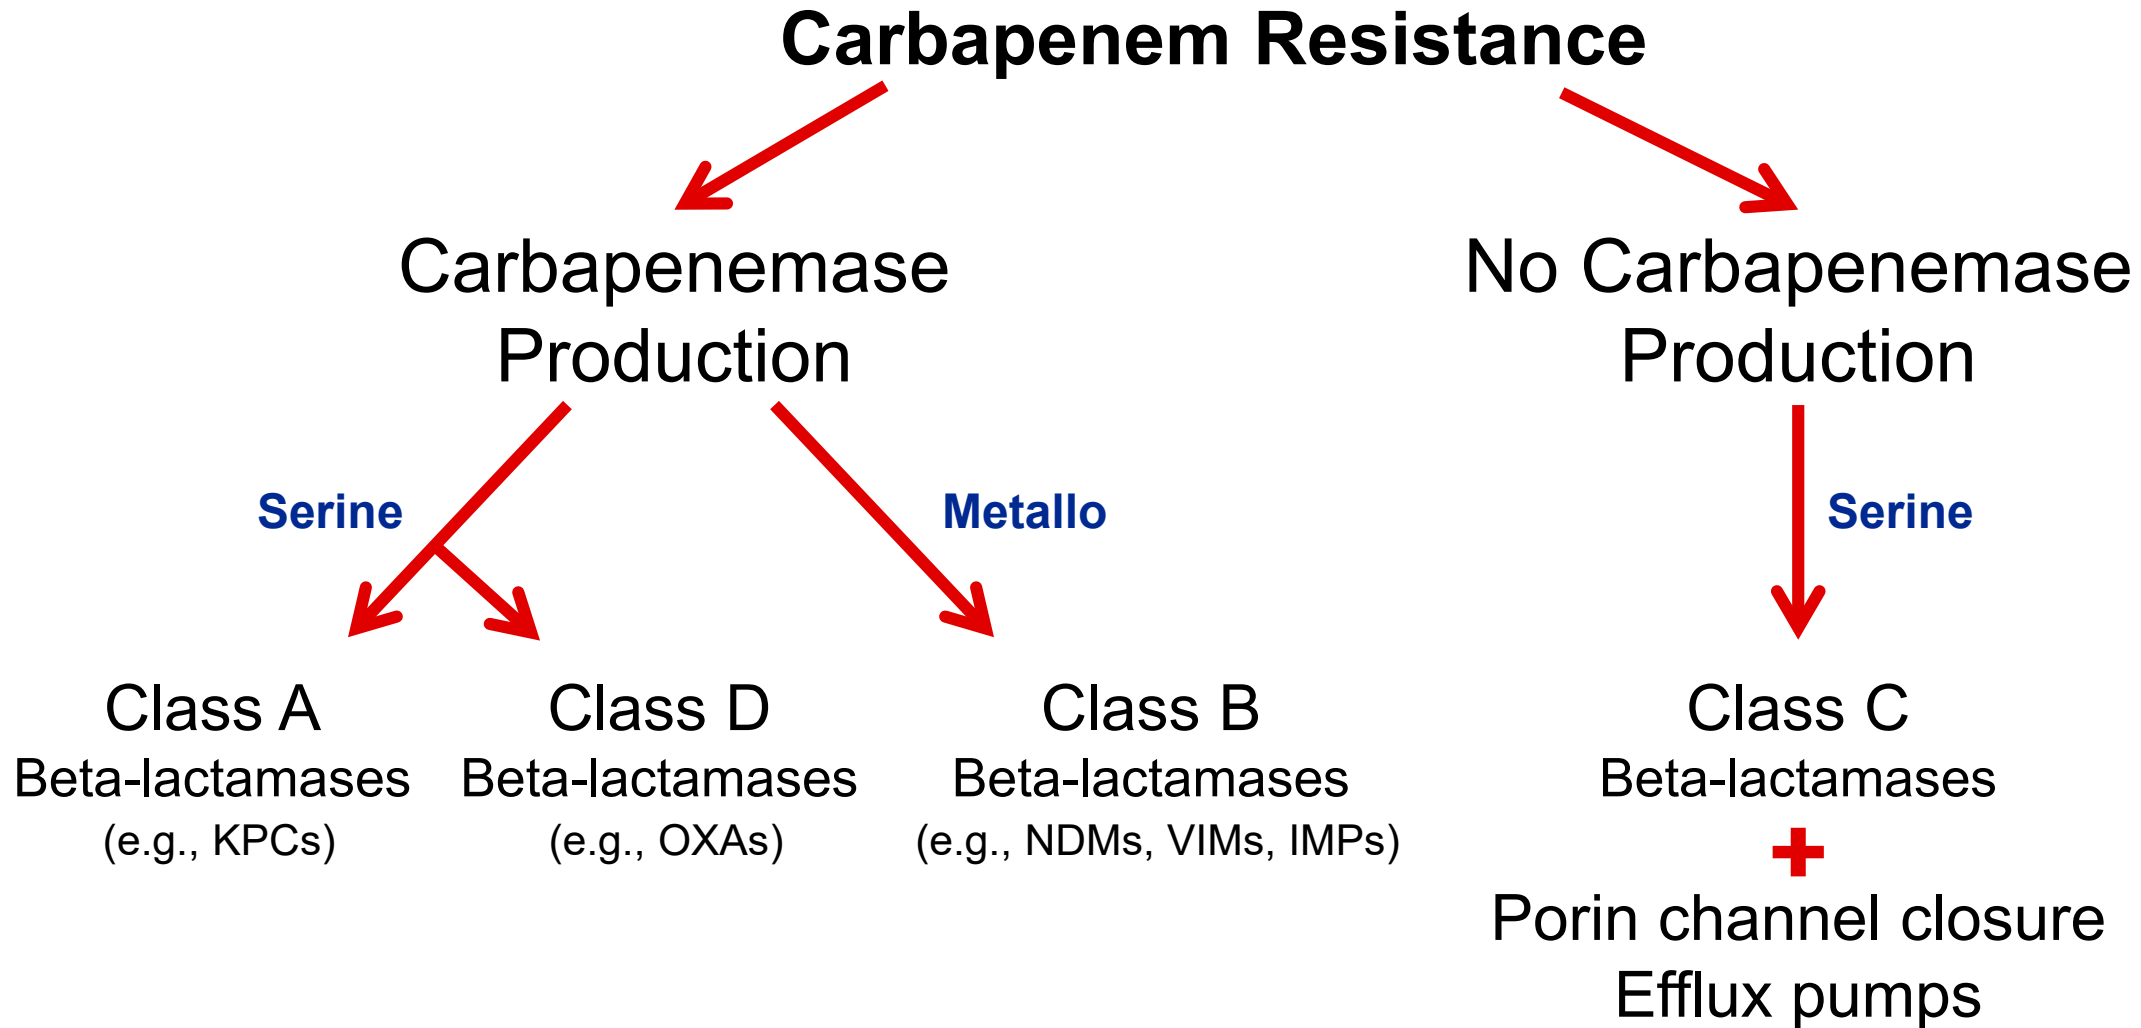 Carbapenem Resistance
Carbapenemase
Production
No Carbapenemase
Production
Serine
Metallo
Serine
Class A
Beta-lactamases
(e.g., KPCs)
Class D
Beta-lactamases
(e.g., OXAs)
Class B
Beta-lactamases
(e.g., NDMs, VIMs, IMPs)
Class C
Beta-lactamases
+
Porin channel closure
Efflux pumps